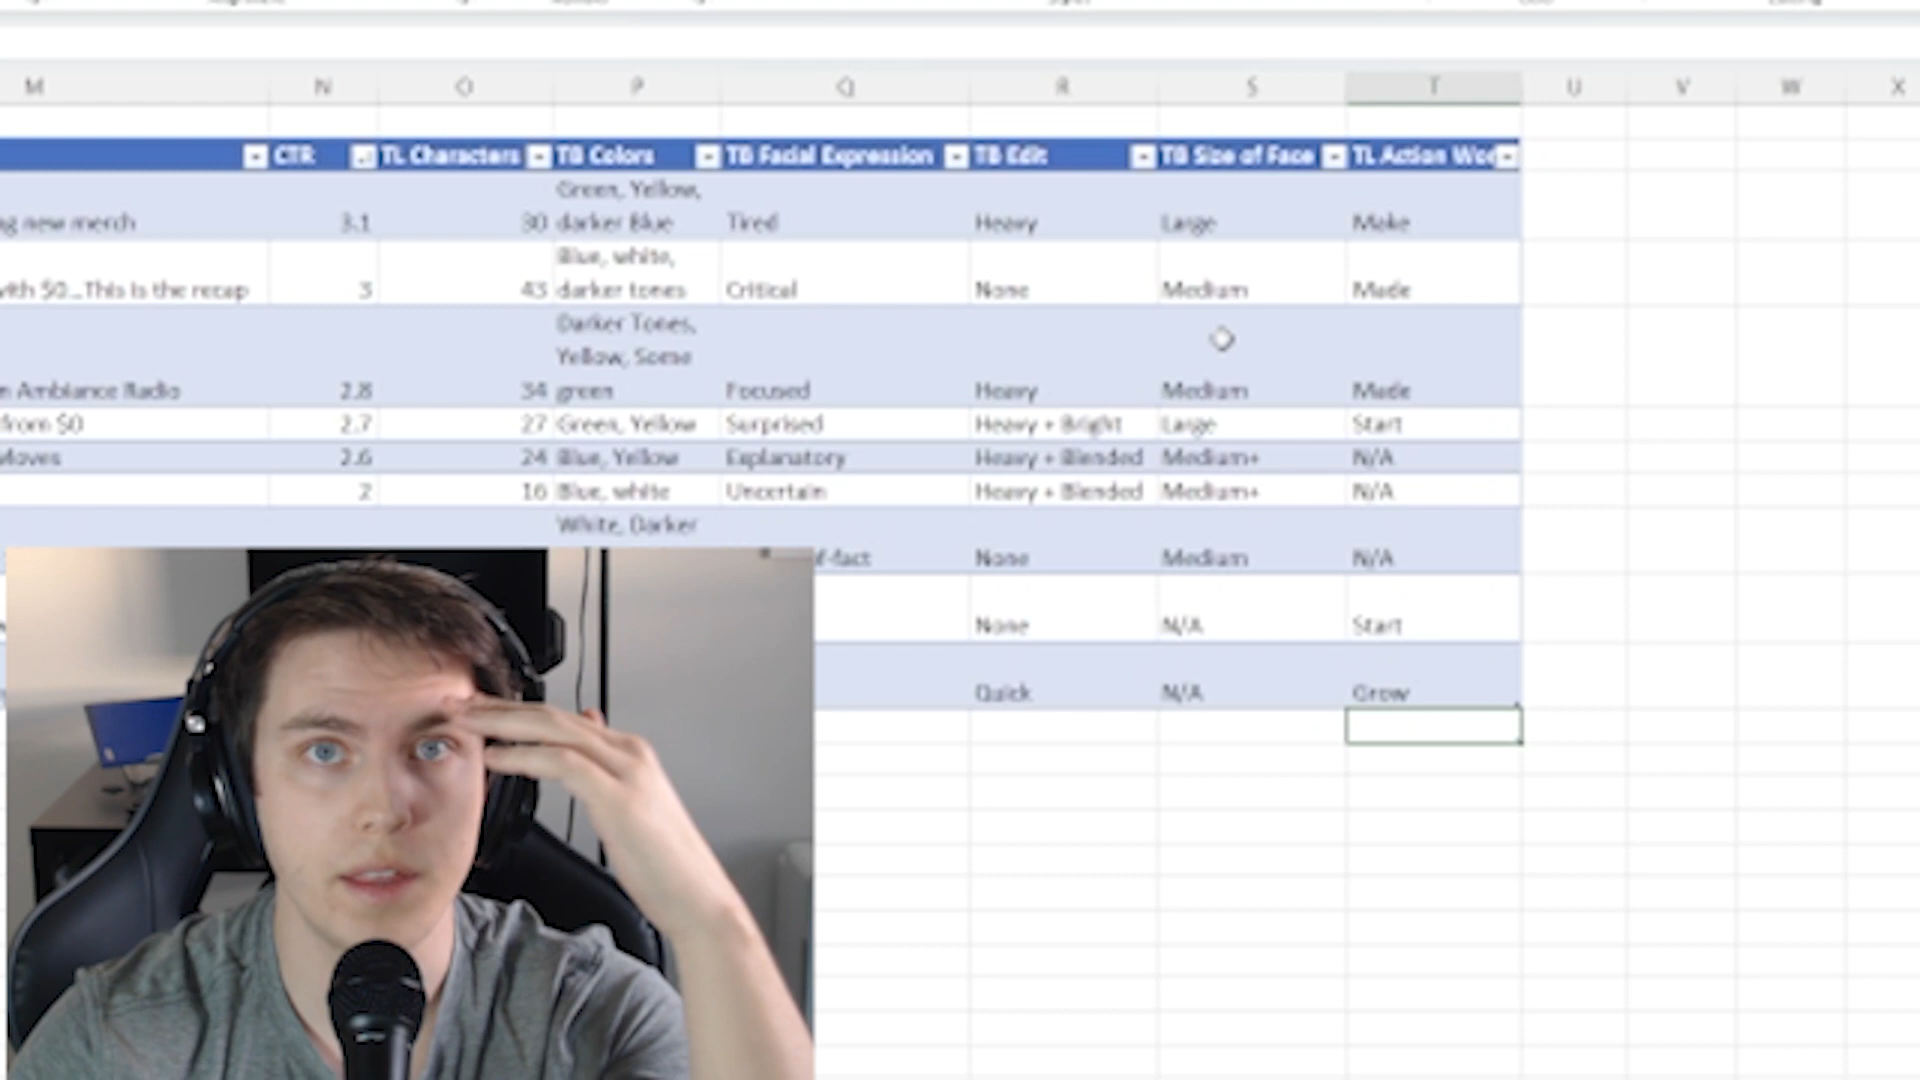 M N O P Q R S T U V W X
CTR TL Characters TB Colors TB Facial Expression TB Edit TB Size of Face TL Action Wor
Green, Yellow,
ng new merch 3.1 30 darker Blue Tired Heavy Large Make
Blue, white,
with $0...This is the recap 3 43 darker tones Critical None Medium Made
Darker Tones,
Yellow, Some
n Ambiance Radio 2.8 34 green Focused Heavy Medium Made
from $0 2.7 27 Green, Yellow Surprised Heavy + Bright Large Start
Moves 2.6 24 Blue, Yellow Explanatory Heavy + Blended Medium+ N/A
2 16 Blue, white Uncertain Heavy + Blended Medium+ N/A
White, Darker
f-fact None Medium N/A
None N/A Start
Quick N/A Grow